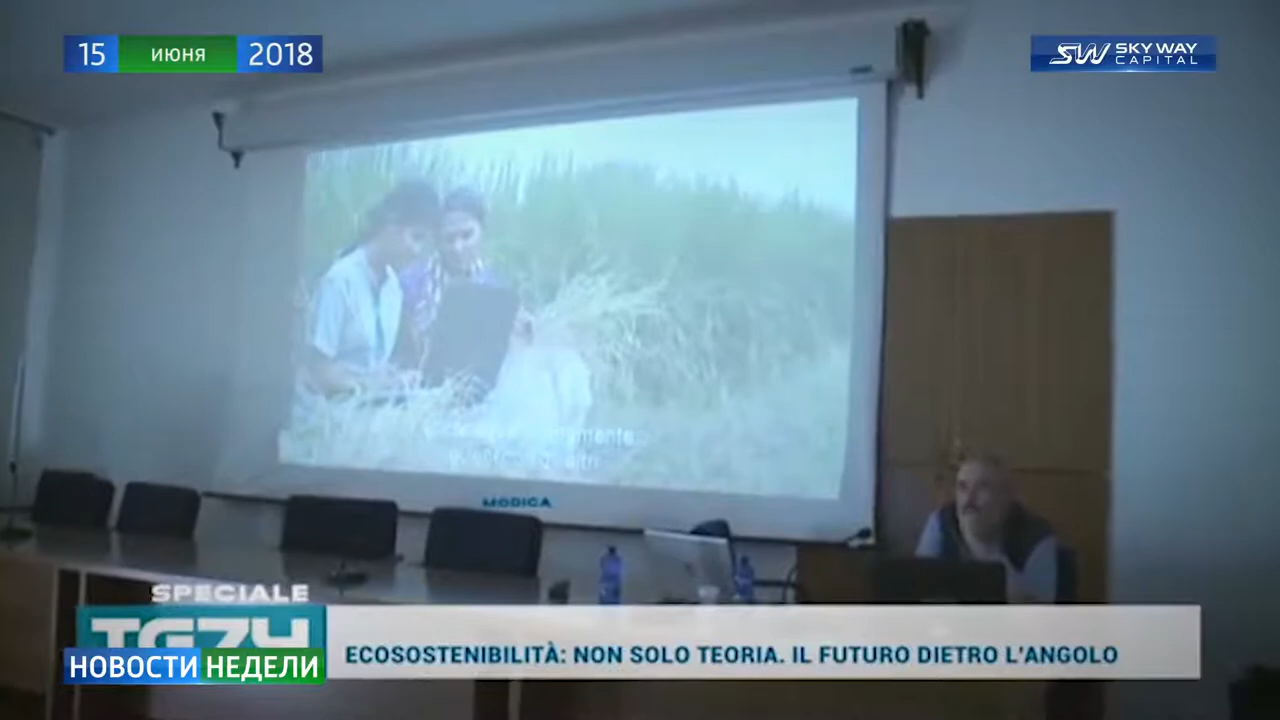 15 июня 2018
SW SKY WAY
CAPITAL
MODICA
SPECIALE
TG24
НОВОСТИ НЕДЕЛИ
ECOSOSTENIBILITÀ: NON SOLO TEORIA. IL FUTURO DIETRO L'ANGOLO